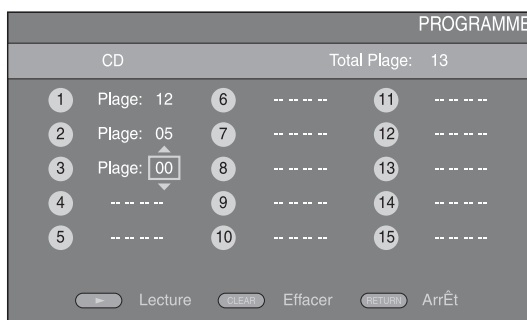 PROGRAMME
CD Total Plage: 13
1 Plage: 12 6 -- -- -- -- 11 -- -- -- --
2 Plage: 05 7 -- -- -- -- 12 -- -- -- --
3 Plage: 00 8 -- -- -- -- 13 -- -- -- --
4 -- -- -- -- 9 -- -- -- -- 14 -- -- -- --
5 -- -- -- -- 10 -- -- -- -- 15 -- -- -- --
Lecture CLEAR Effacer RETURN ArrÊt